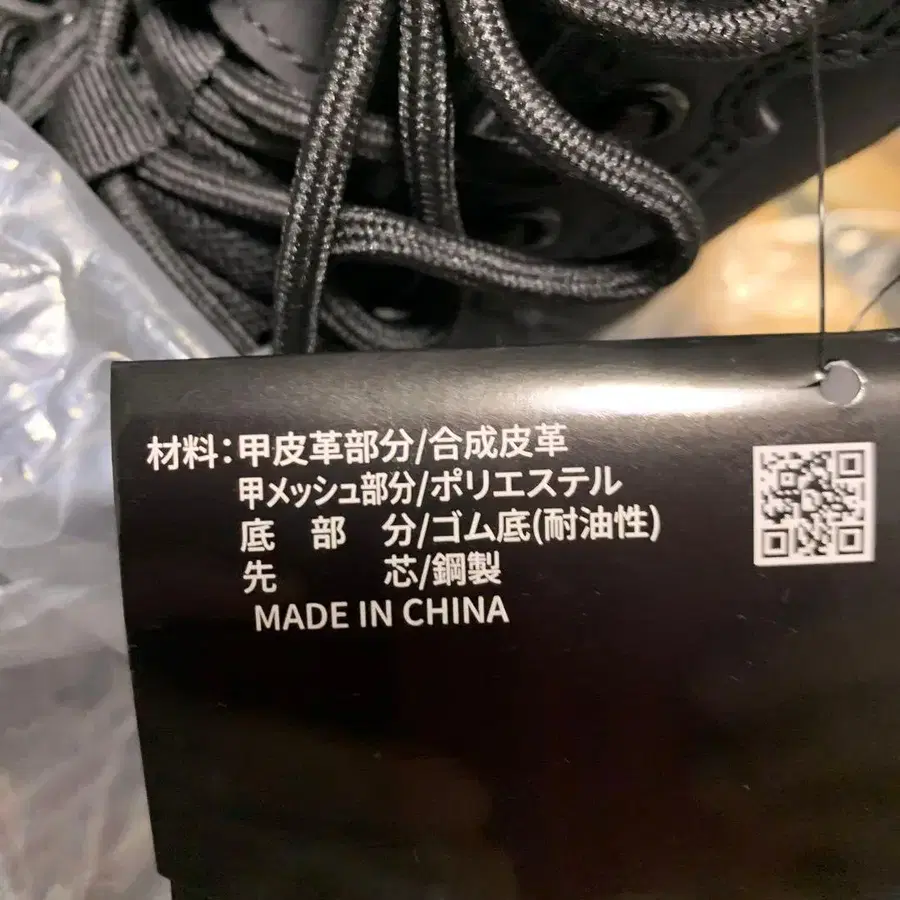 材料：甲皮革部分/合成皮革
甲メッシュ部分/ポリエステル
底部分/ゴム底(耐油性)
先芯/鋼製
MADE IN CHINA